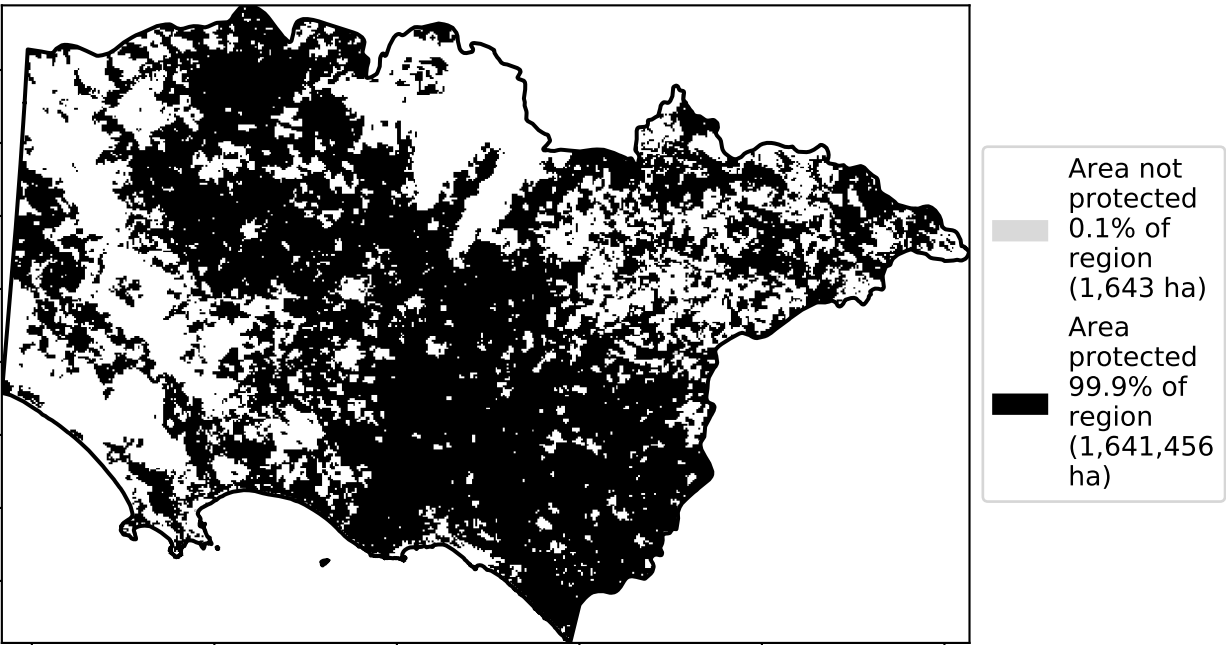 Area not
protected
0.1% of
region
(1,643 ha)
Area
protected
99.9% of
region
(1,641,456
ha)